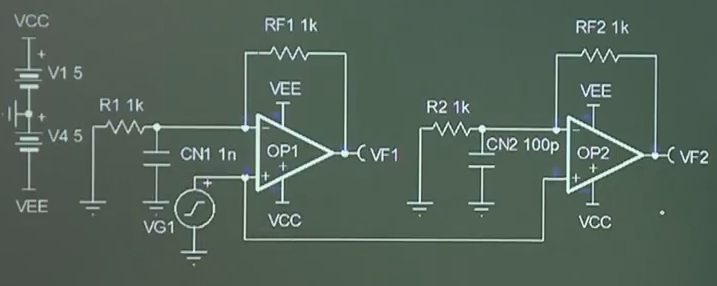 VCC
V1 5
V4 5
VEE
R1 1k
CN1 1n
VG1
RF1 1k
VEE
OP1
VCC
VF1
R2 1k
CN2 100p
RF2 1k
VEE
OP2
VCC
VF2